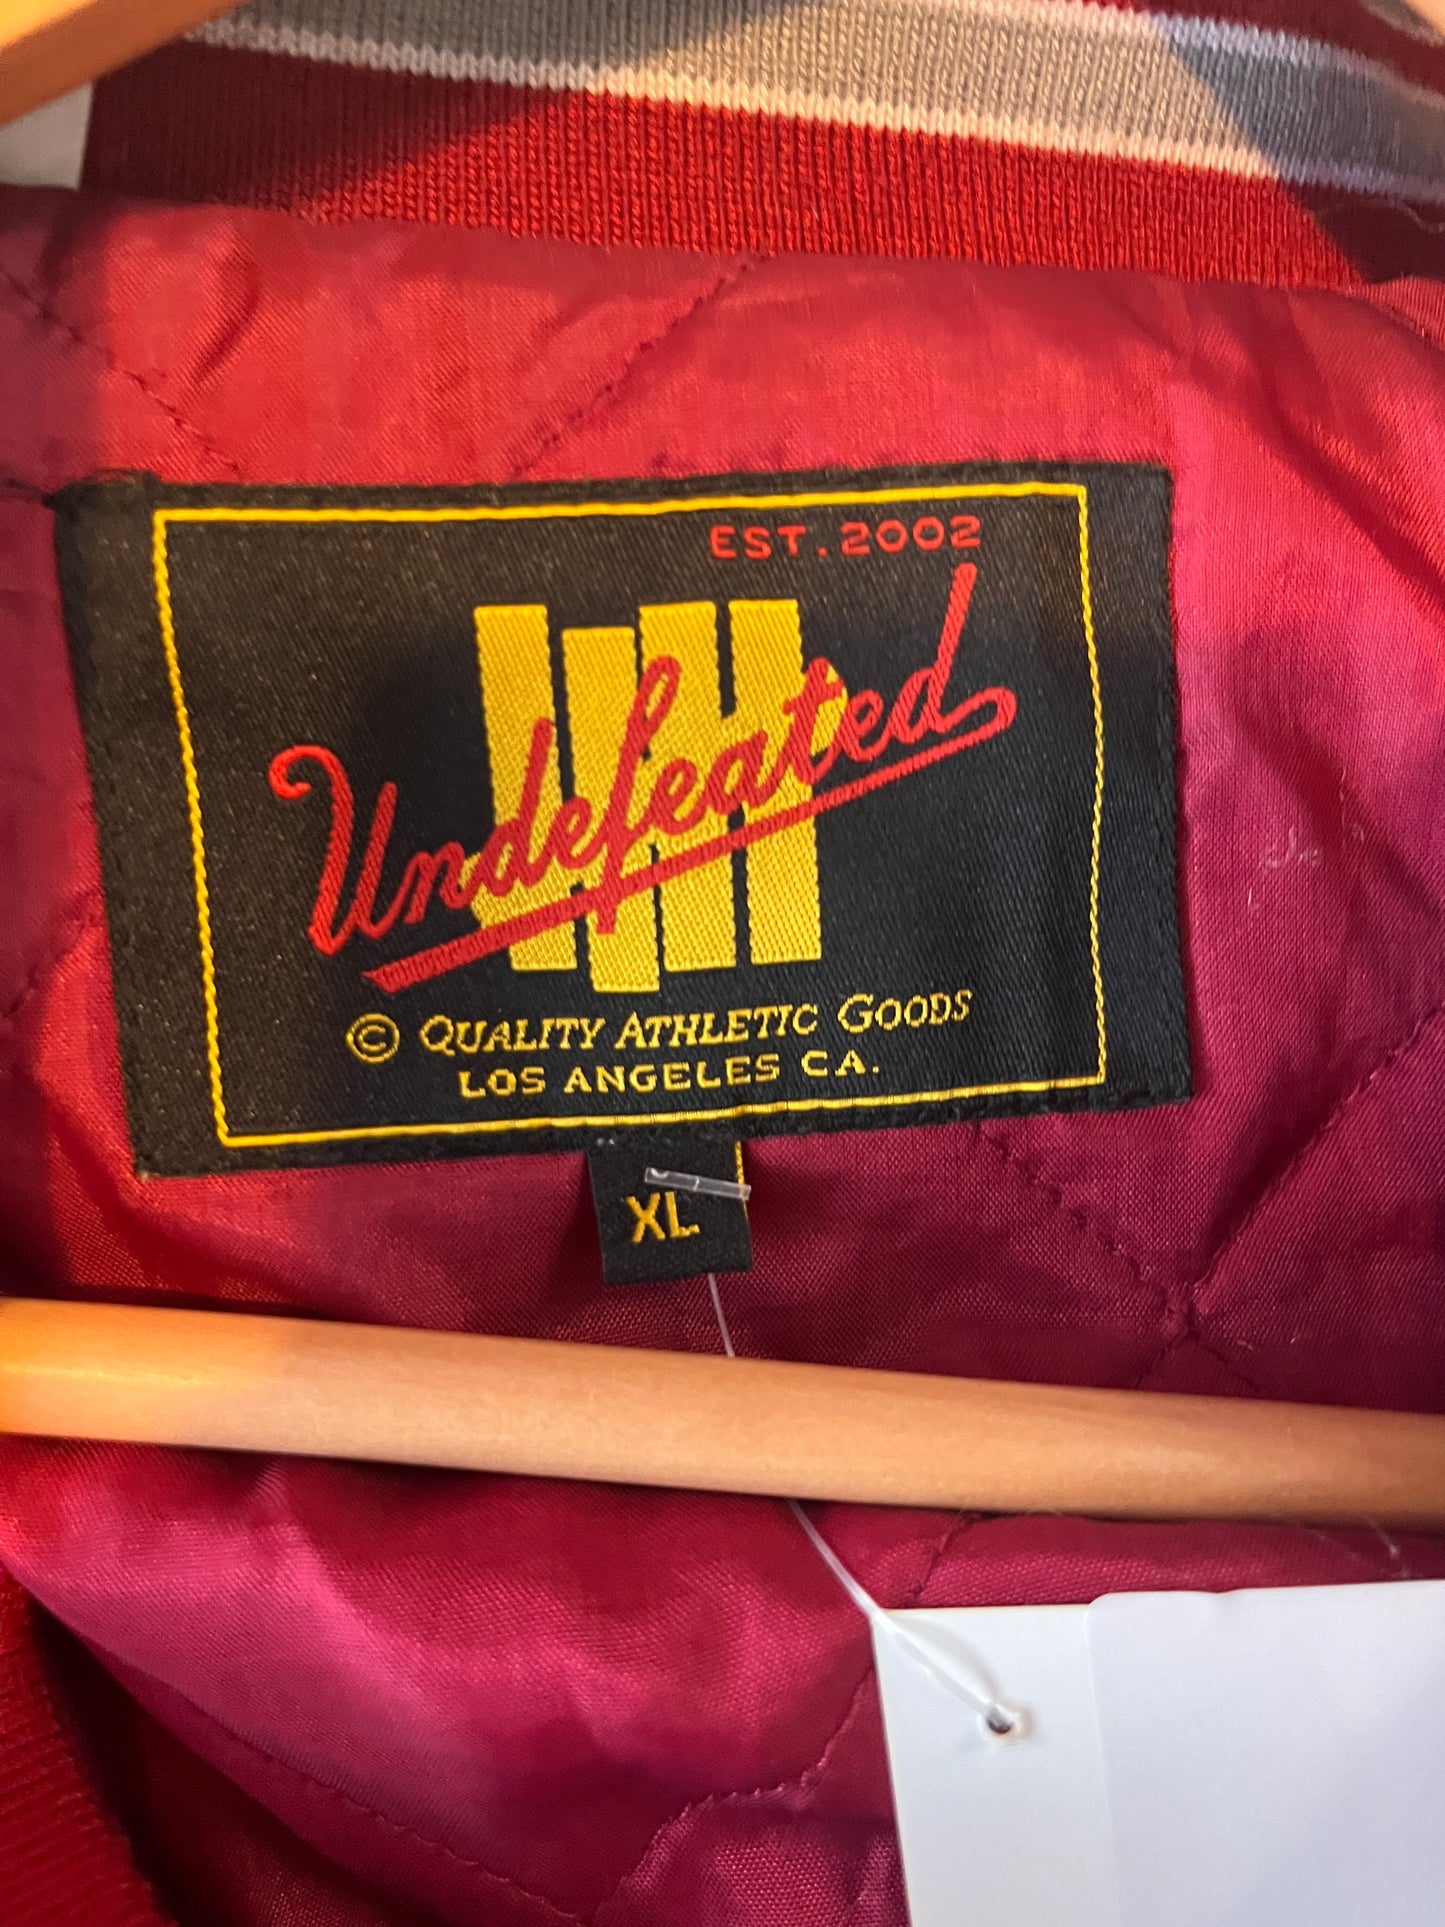 EST. 2002
Undefeated
© QUALITY ATHLETIC GOODS
LOS ANGELES CA.
XL